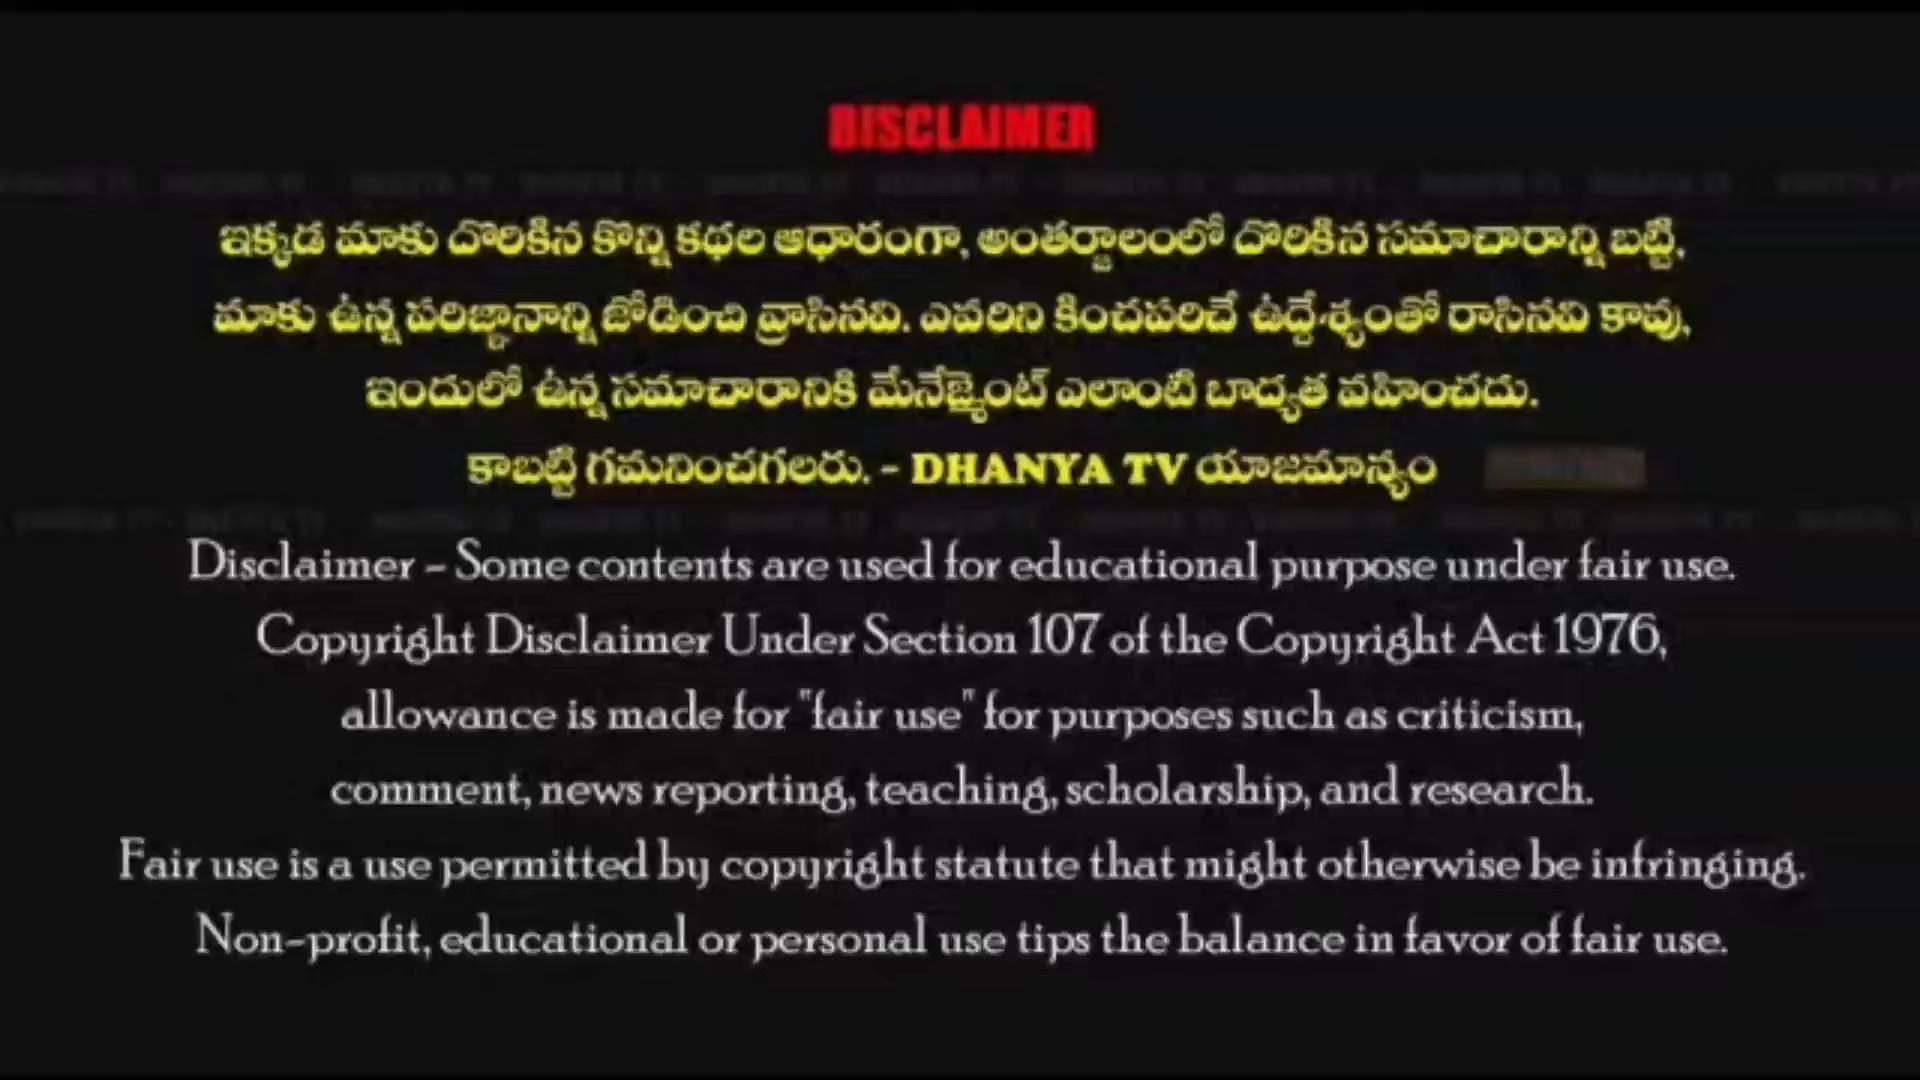 DISCLAIMER
ఇక్కడ మాకు దొరికిన కొన్ని కథల ఆధారంగా, అంతర్జాలంలో దొరికిన సమాచారాన్ని బట్టి,
మాకు ఉన్న పరిజ్ఞానాన్ని జోడించి వ్రాసినవి. ఎవరిని కించపరిచే ఉద్దేశ్యంతో రాసినవి కావు,
ఇందులో ఉన్న సమాచారానికి మేనేజ్మైంట్ ఎలాంటి బాద్యత వహించదు.
కాబట్టి గమనించగలరు. - DHANYA TV యాజమాన్యం
Disclaimer - Some contents are used for educational purpose under fair use.
Copyright Disclaimer Under Section 107 of the Copyright Act 1976,
allowance is made for "fair use" for purposes such as criticism,
comment, news reporting, teaching, scholarship, and research.
Fair use is a use permitted by copyright statute that might otherwise be infringing.
Non-profit, educational or personal use tips the balance in favor of fair use.